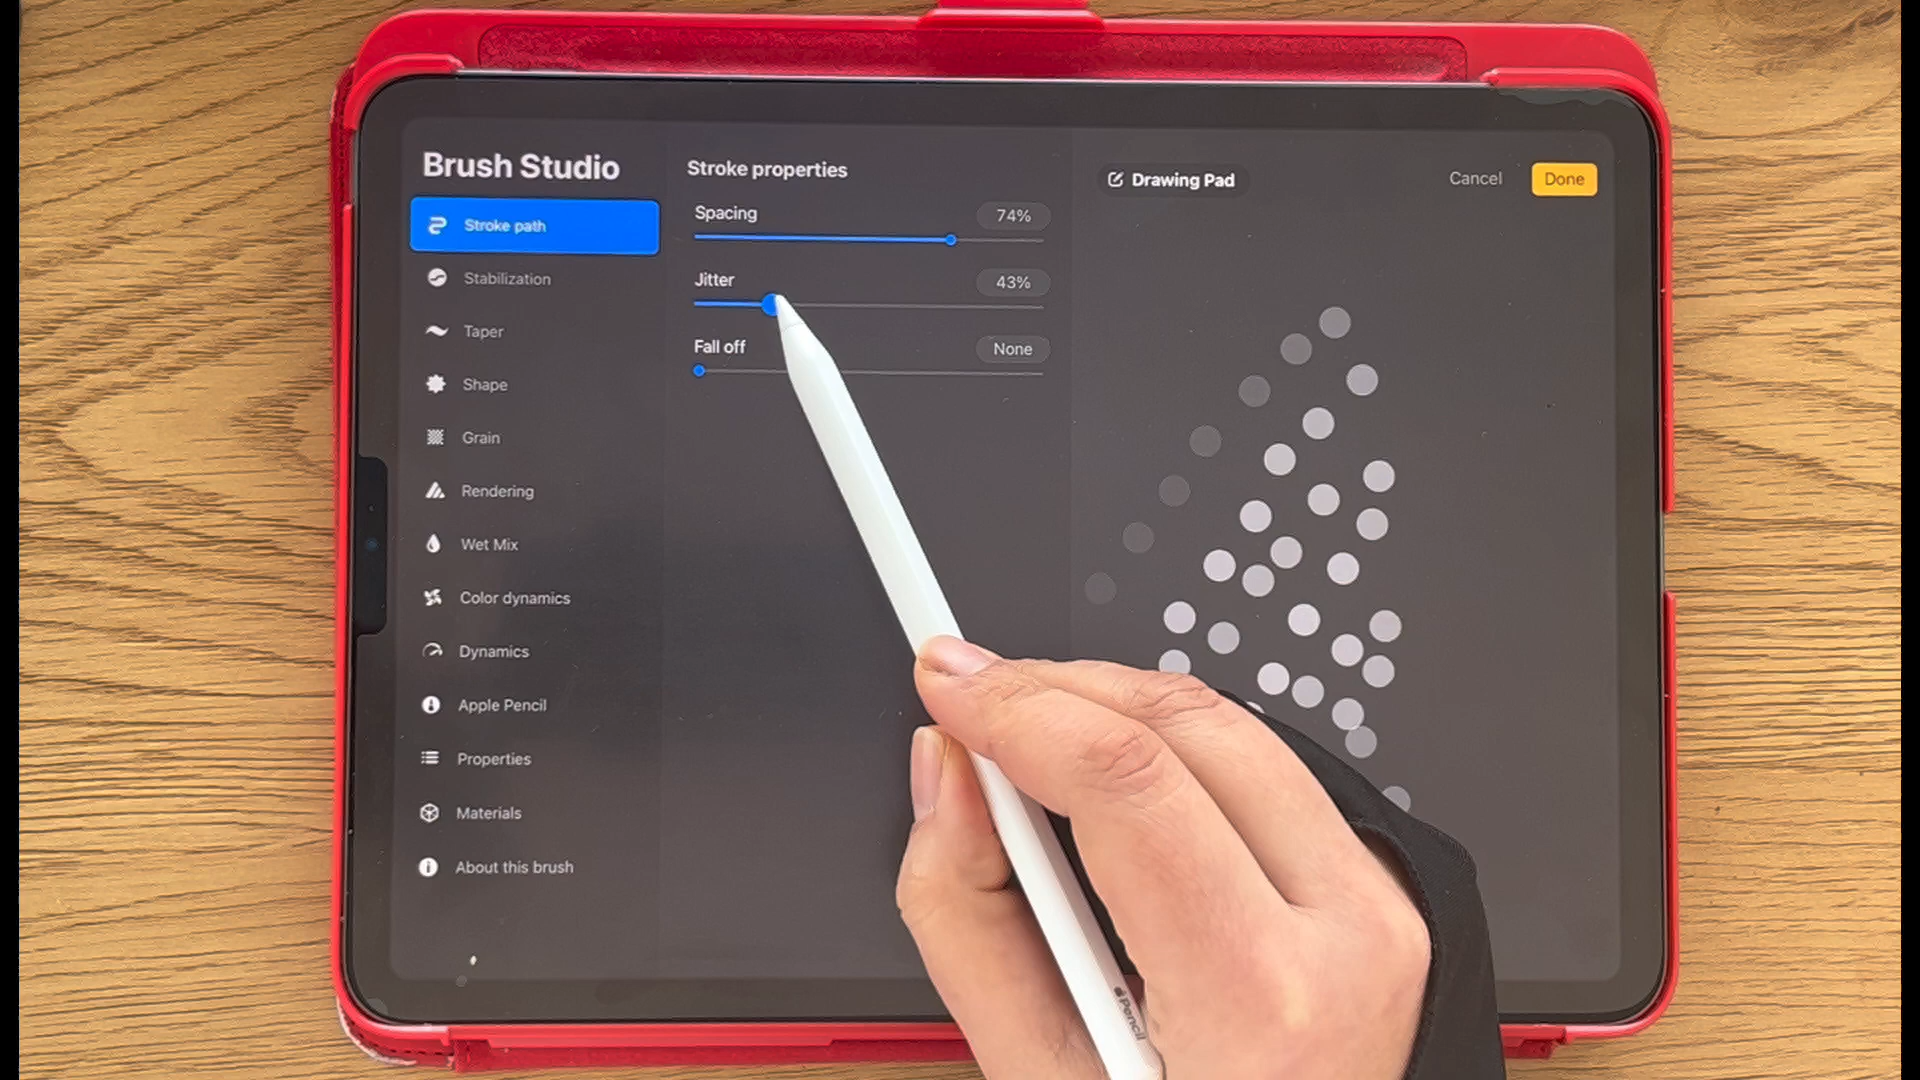 Brush Studio
Stroke path
Stabilization
Taper
Shape
Grain
Rendering
Wet Mix
Color dynamics
Dynamics
Apple Pencil
Properties
Materials
About this brush
Stroke properties
Spacing 74%
Jitter 43%
Fall off None
Drawing Pad
Cancel
Done
Pencil